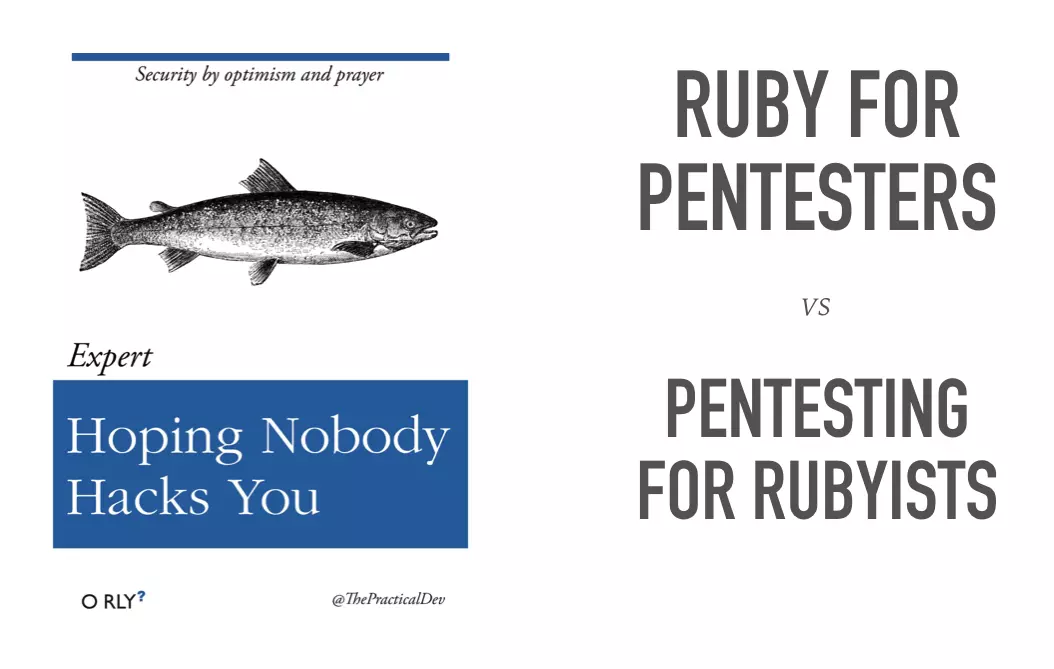 Security by optimism and prayer
Expert
Hoping Nobody
Hacks You
O RLY?
@ThePracticalDev
RUBY FOR
PENTESTERS
VS
PENTESTING
FOR RUBYISTS